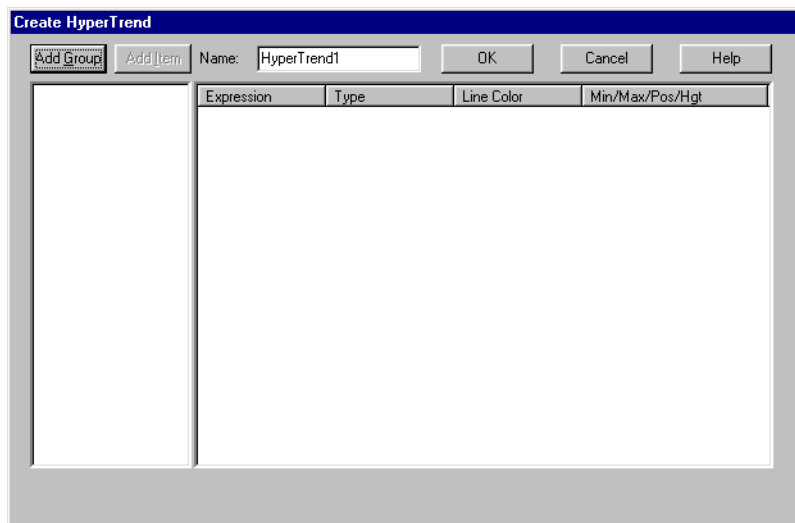 Create HyperTrend
Add Group Add Item Name: HyperTrend1 OK Cancel Help
Expression Type Line Color Min/Max/Pos/Hgt